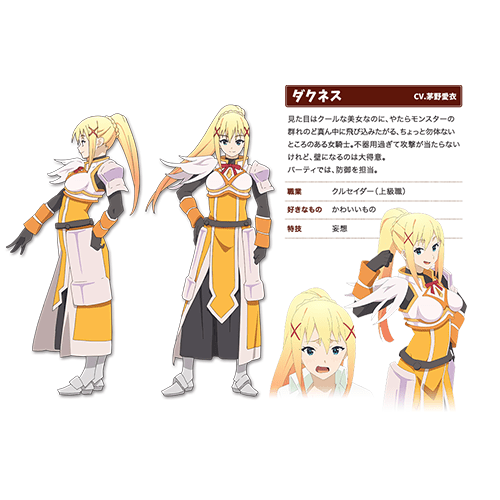 ダクネス CV.茅野愛衣
見た目はクールな美女なのに、やたらモンスターの
群れのど真ん中に飛び込みたがる、ちょっと勿体ない
ところのある女騎士。不器用過ぎて攻撃が当たらない
けれど、壁になるのは大得意。
パーティでは、防御を担当。
職業 クルセイダー（上級職）
好きなもの かわいいもの
特技 妄想